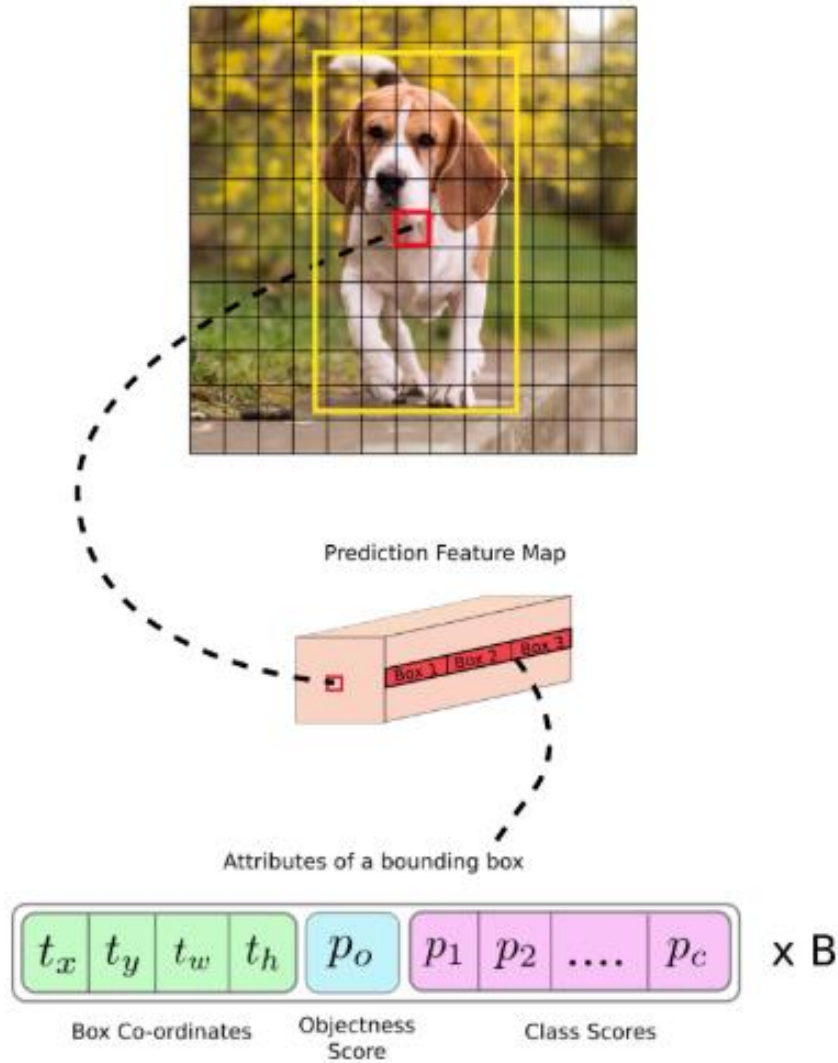 Prediction Feature Map
Box 1 Box 2 Box 3
Attributes of a bounding box
t_x t_y t_w t_h p_o p_1 p_2 .... p_c x B
Box Co-ordinates Objectness Score Class Scores